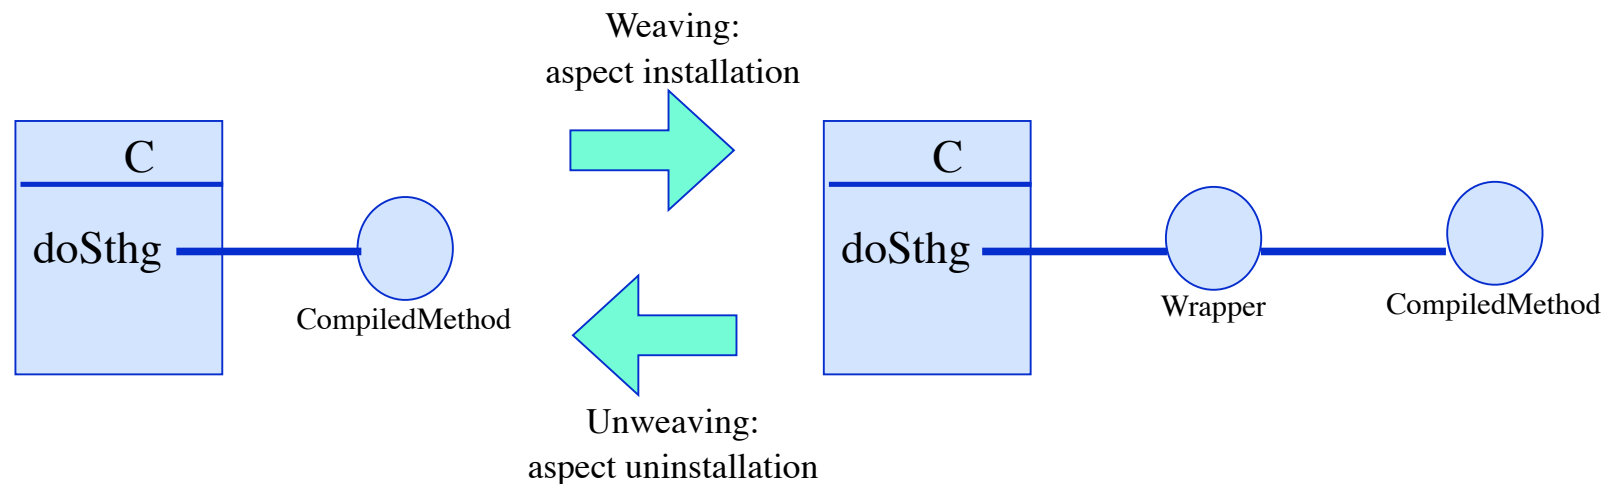 Weaving:
aspect installation
C
doSthg
CompiledMethod
C
doSthg
Wrapper
CompiledMethod
Unweaving:
aspect uninstallation